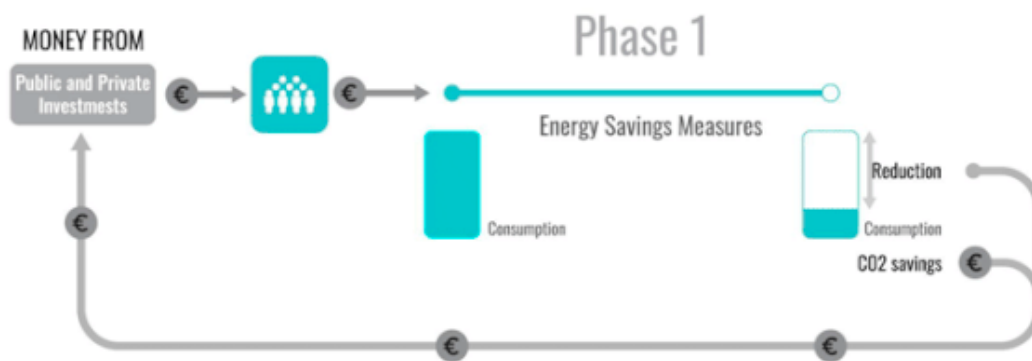 MONEY FROM
Public and Private
Investmests
€
€
Phase 1
Energy Savings Measures
Reduction
Consumption
Consumption
CO2 savings
€
€
€
€